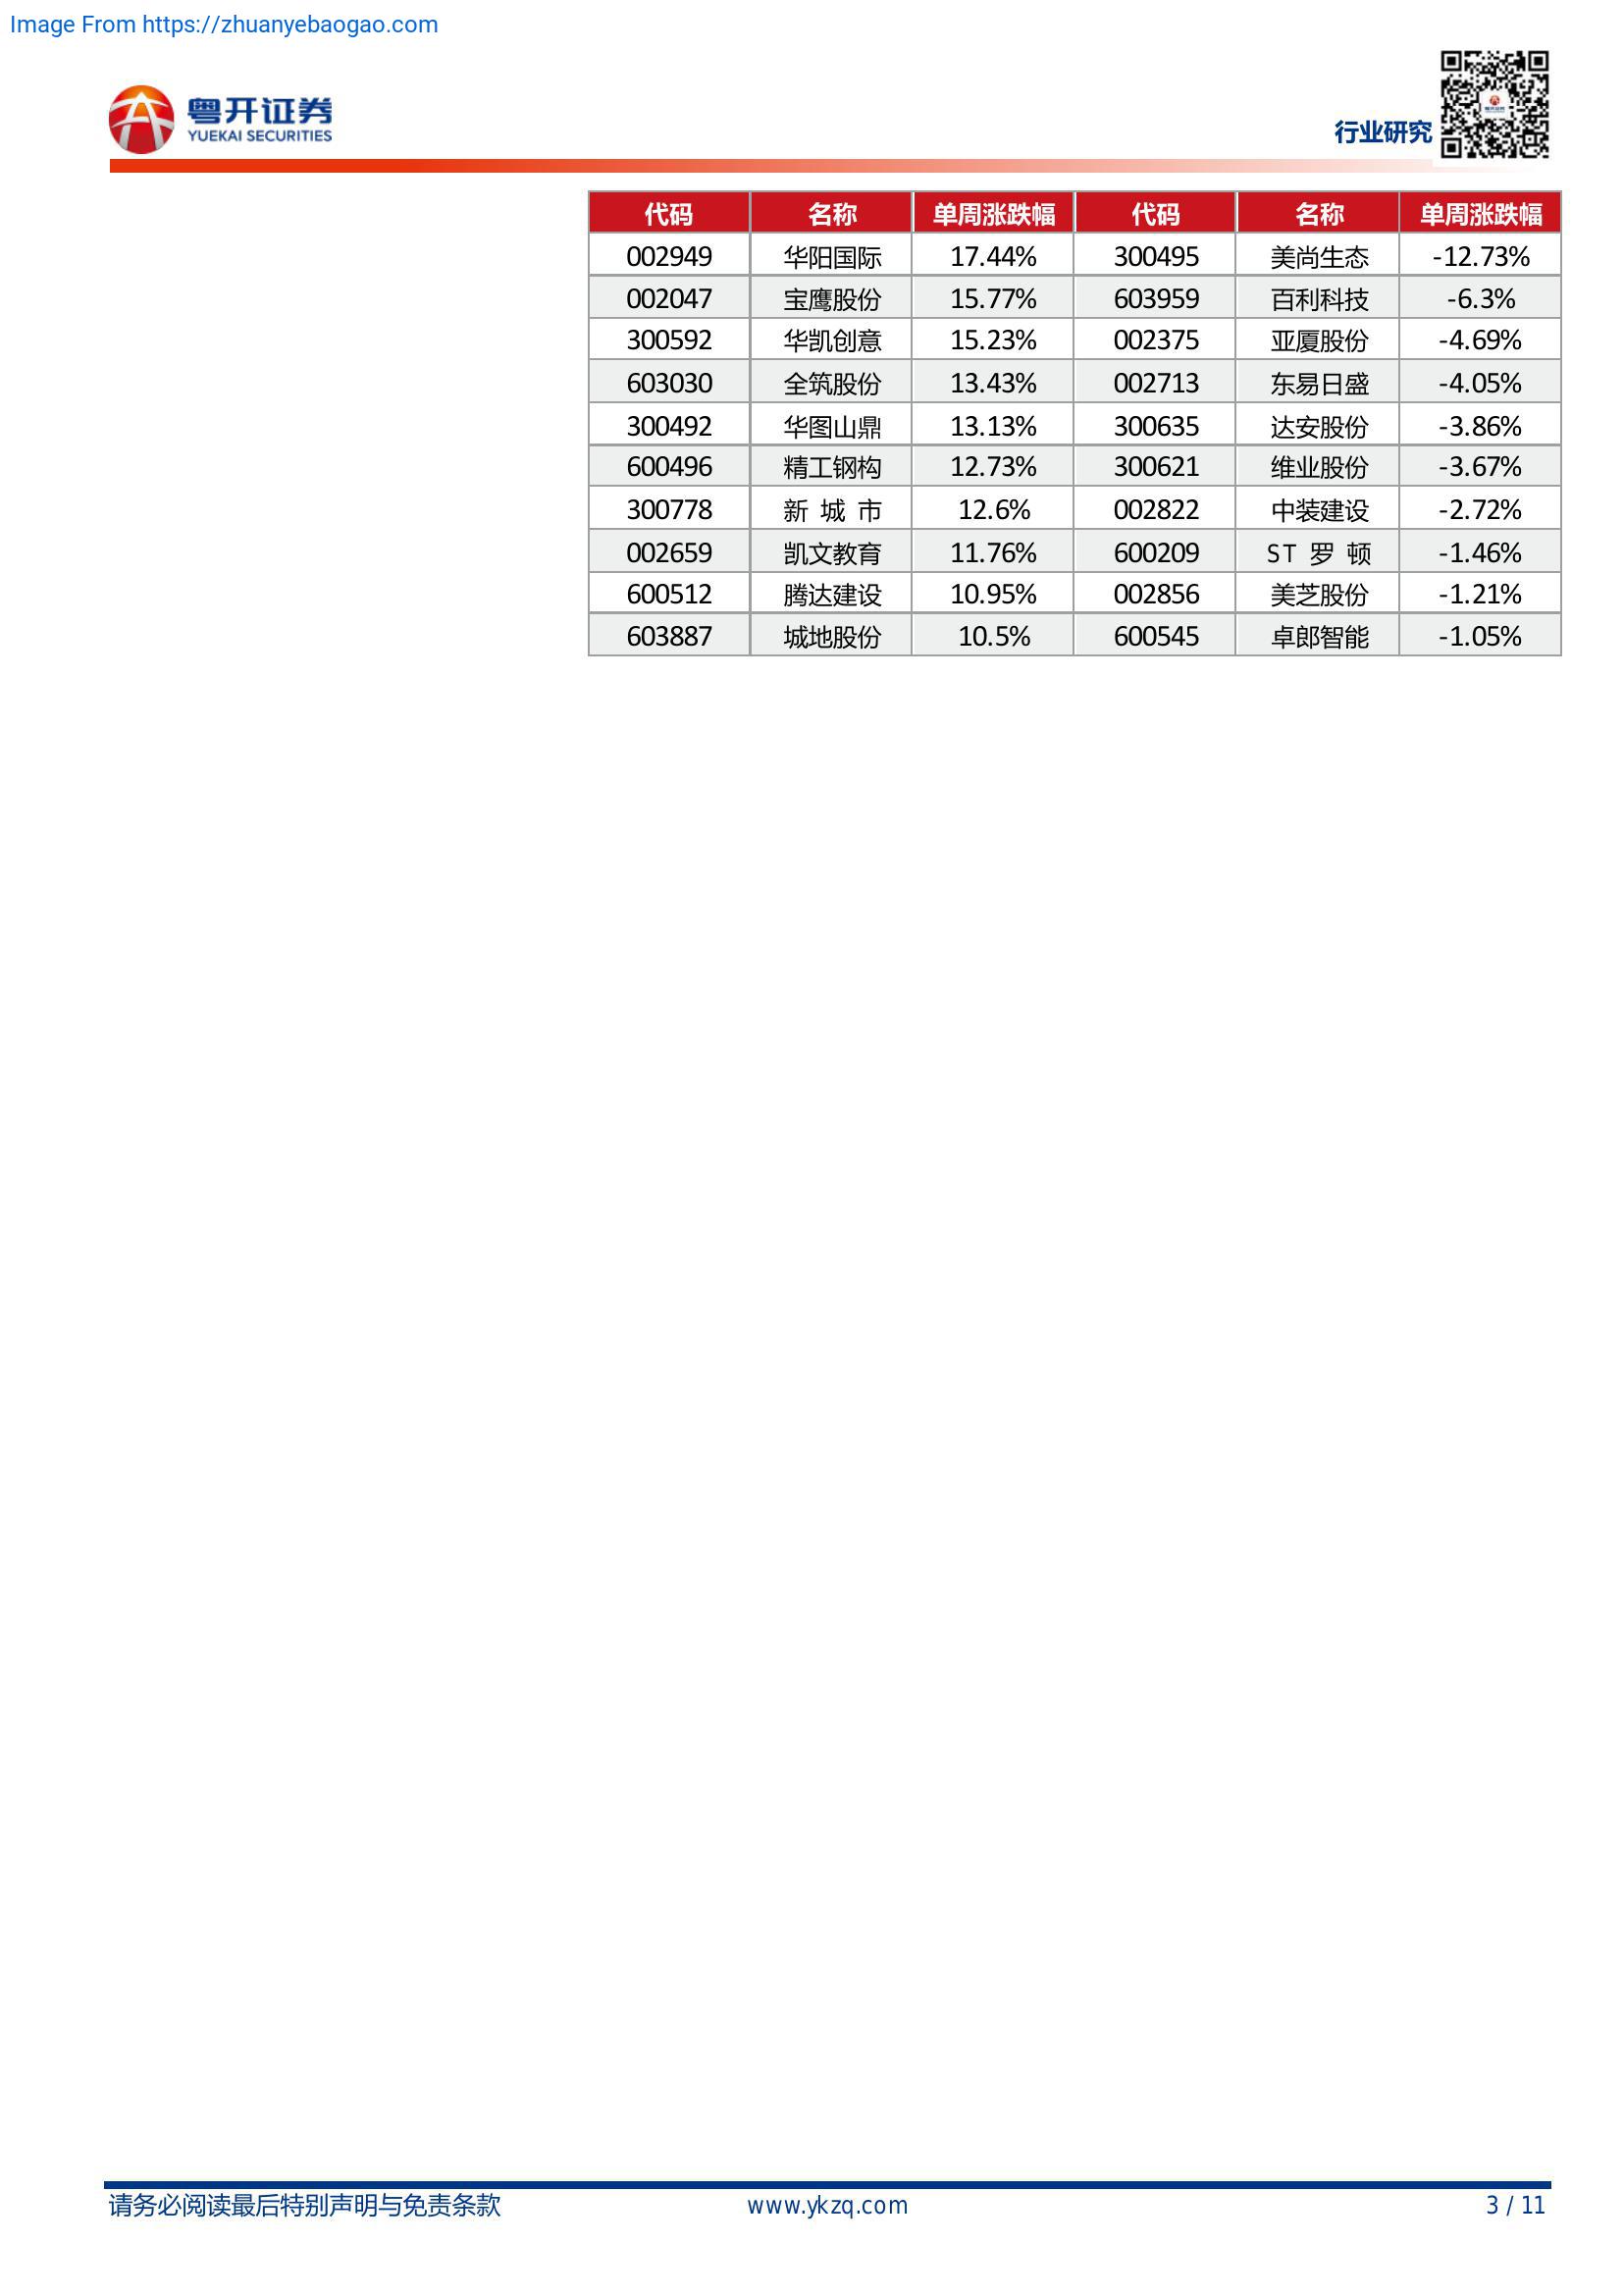 Image From https://zhuanyebaogao.com
粤开证券
YUEKAI SECURITIES
行业研究
代码 名称 单周涨跌幅 代码 名称 单周涨跌幅
002949 华阳国际 17.44% 300495 美尚生态 -12.73%
002047 宝鹰股份 15.77% 603959 百利科技 -6.3%
300592 华凯创意 15.23% 002375 亚厦股份 -4.69%
603030 全筑股份 13.43% 002713 东易日盛 -4.05%
300492 华图山鼎 13.13% 300635 达安股份 -3.86%
600496 精工钢构 12.73% 300621 维业股份 -3.67%
300778 新 城 市 12.6% 002822 中装建设 -2.72%
002659 凯文教育 11.76% 600209 ST 罗 顿 -1.46%
600512 腾达建设 10.95% 002856 美芝股份 -1.21%
603887 城地股份 10.5% 600545 卓郎智能 -1.05%
请务必阅读最后特别声明与免责条款 www.ykzq.com 3 / 11